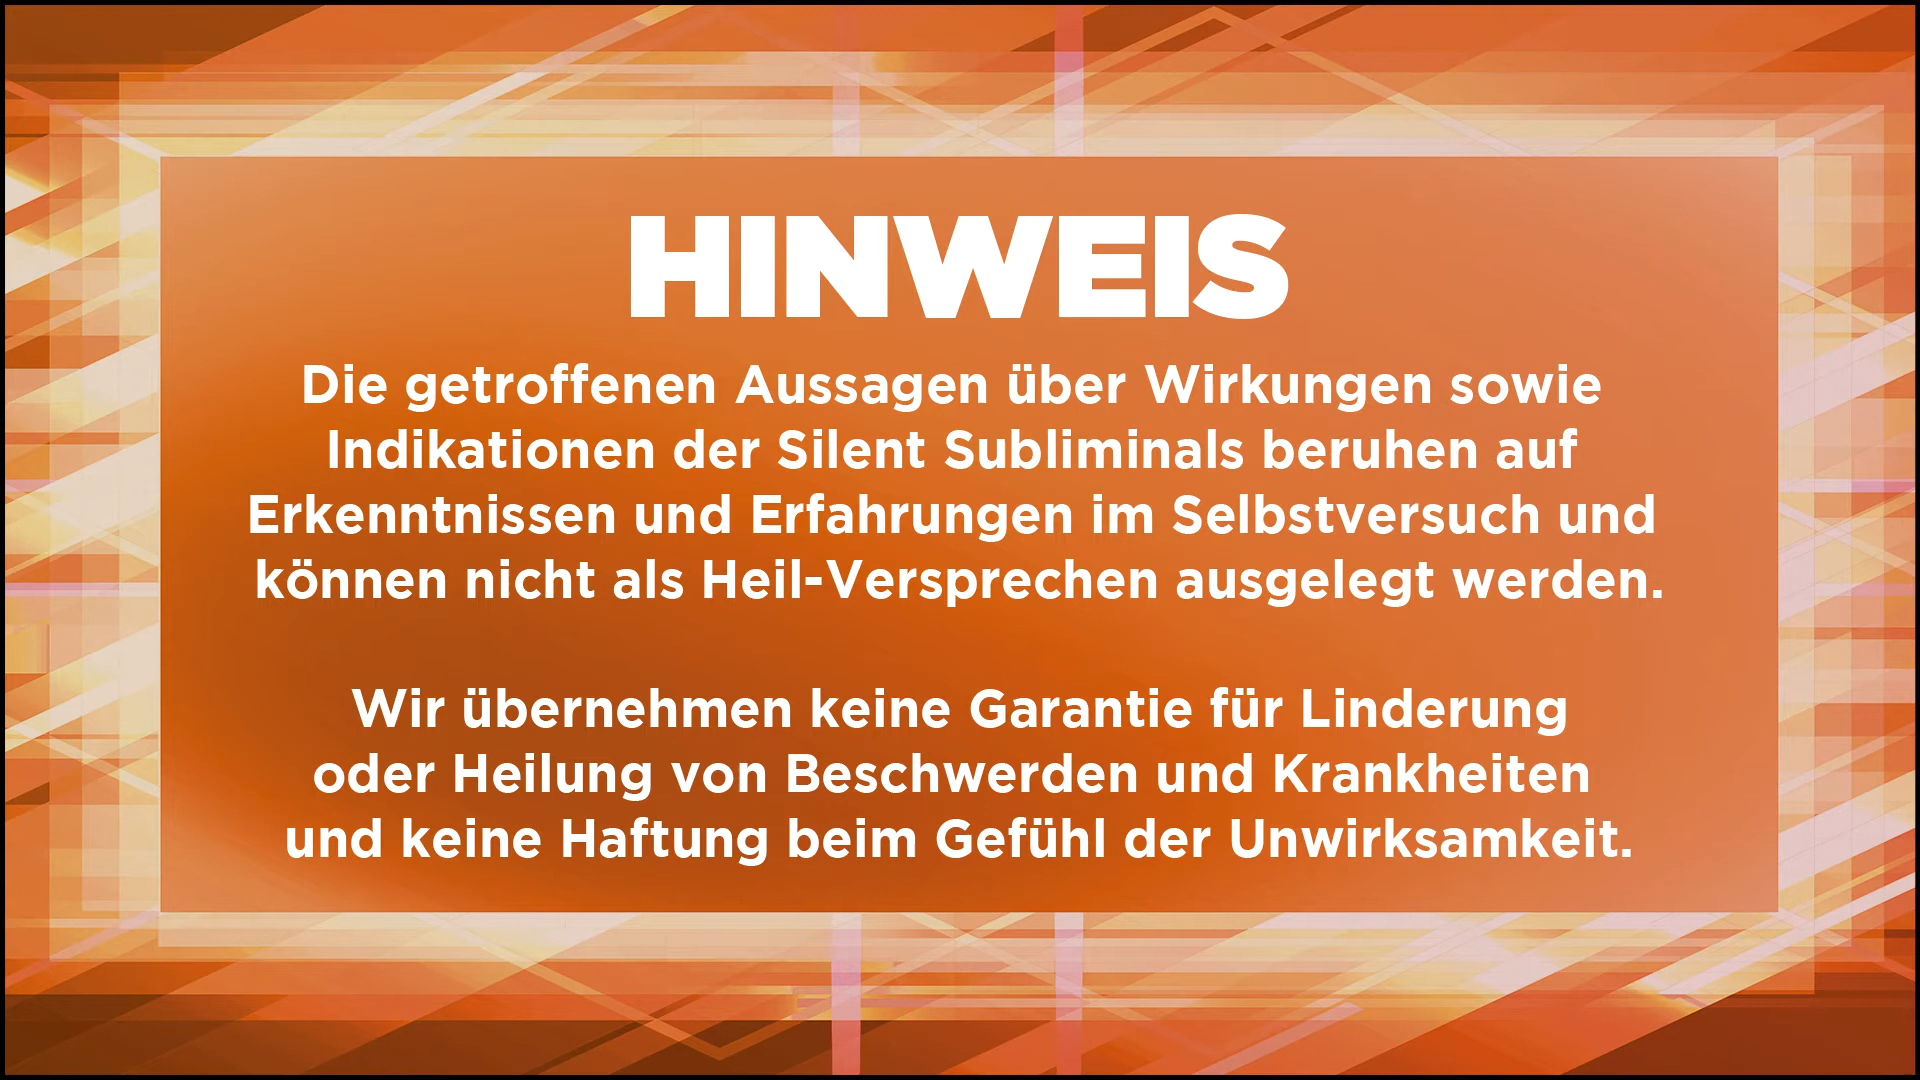 HINWEIS
Die getroffenen Aussagen über Wirkungen sowie
Indikationen der Silent Subliminals beruhen auf
Erkenntnissen und Erfahrungen im Selbstversuch und
können nicht als Heil-Versprechen ausgelegt werden.
Wir übernehmen keine Garantie für Linderung
oder Heilung von Beschwerden und Krankheiten
und keine Haftung beim Gefühl der Unwirksamkeit.